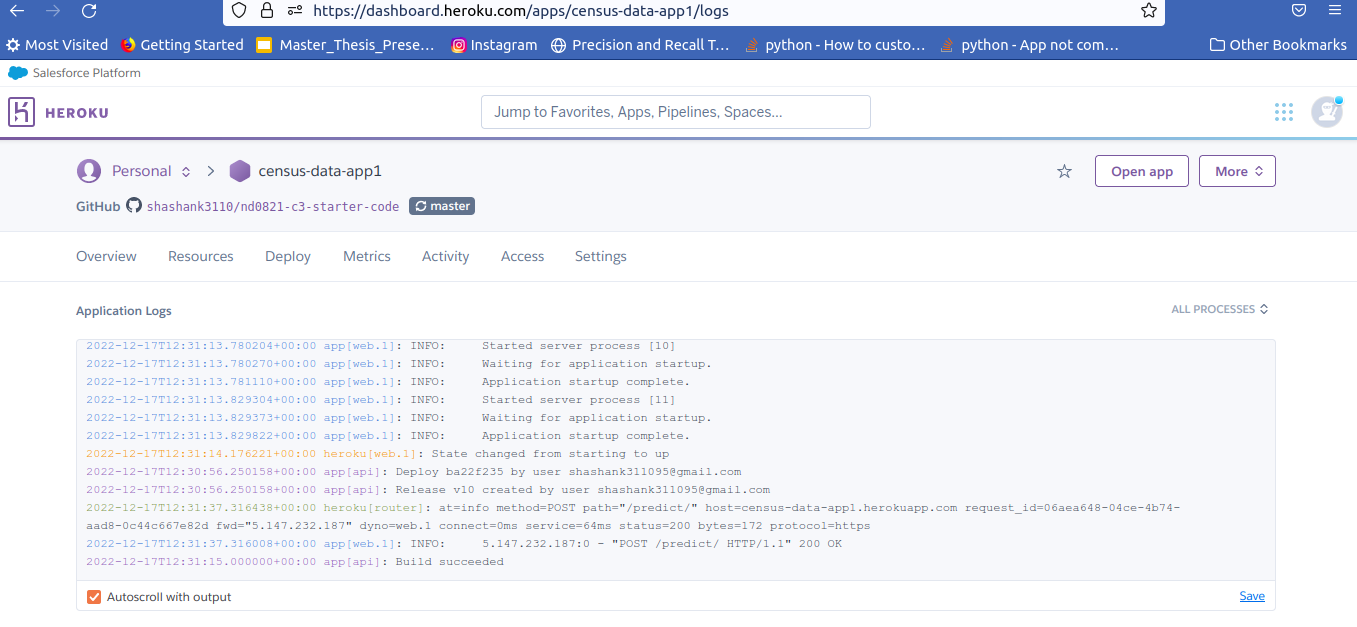 https://dashboard.heroku.com/apps/census-data-app1/logs
Most Visited Getting Started Master_Thesis_Prese… Instagram Precision and Recall T… python - How to custo… python - App not com… Other Bookmarks
Salesforce Platform
HEROKU Jump to Favorites, Apps, Pipelines, Spaces...
Personal census-data-app1 Open app More
GitHub shashank3110/nd0821-c3-starter-code master
Overview Resources Deploy Metrics Activity Access Settings
Application Logs ALL PROCESSES
2022-12-17T12:31:13.780204+00:00 app[web.1]: INFO: Started server process [10]
2022-12-17T12:31:13.780270+00:00 app[web.1]: INFO: Waiting for application startup.
2022-12-17T12:31:13.781110+00:00 app[web.1]: INFO: Application startup complete.
2022-12-17T12:31:13.829304+00:00 app[web.1]: INFO: Started server process [11]
2022-12-17T12:31:13.829373+00:00 app[web.1]: INFO: Waiting for application startup.
2022-12-17T12:31:13.829822+00:00 app[web.1]: INFO: Application startup complete.
2022-12-17T12:31:14.176221+00:00 heroku[web.1]: State changed from starting to up
2022-12-17T12:30:56.250158+00:00 app[api]: Deploy ba22f235 by user shashank311095@gmail.com
2022-12-17T12:30:56.250158+00:00 app[api]: Release v10 created by user shashank311095@gmail.com
2022-12-17T12:31:37.316438+00:00 heroku[router]: at=info method=POST path="/predict/" host=census-data-app1.herokuapp.com request_id=06aea648-04ce-4b74-
aad8-0c44c667e82d fwd="5.147.232.187" dyno=web.1 connect=0ms service=64ms status=200 bytes=172 protocol=https
2022-12-17T12:31:37.316008+00:00 app[web.1]: INFO: 5.147.232.187:0 - "POST /predict/ HTTP/1.1" 200 OK
2022-12-17T12:31:15.000000+00:00 app[api]: Build succeeded
Autoscroll with output Save